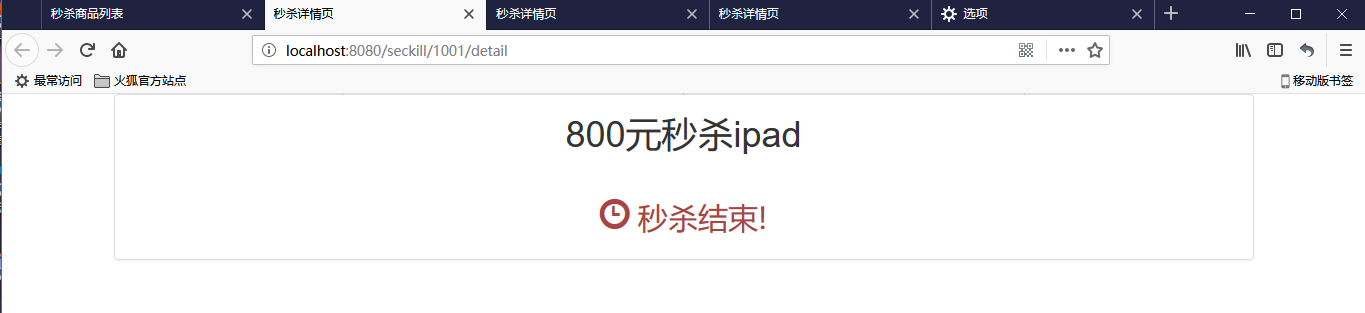 秒杀商品列表
秒杀详情页
秒杀详情页
秒杀详情页
选项
localhost:8080/seckill/1001/detail
最常访问
火狐官方站点
移动版书签
800元秒杀ipad
秒杀结束!